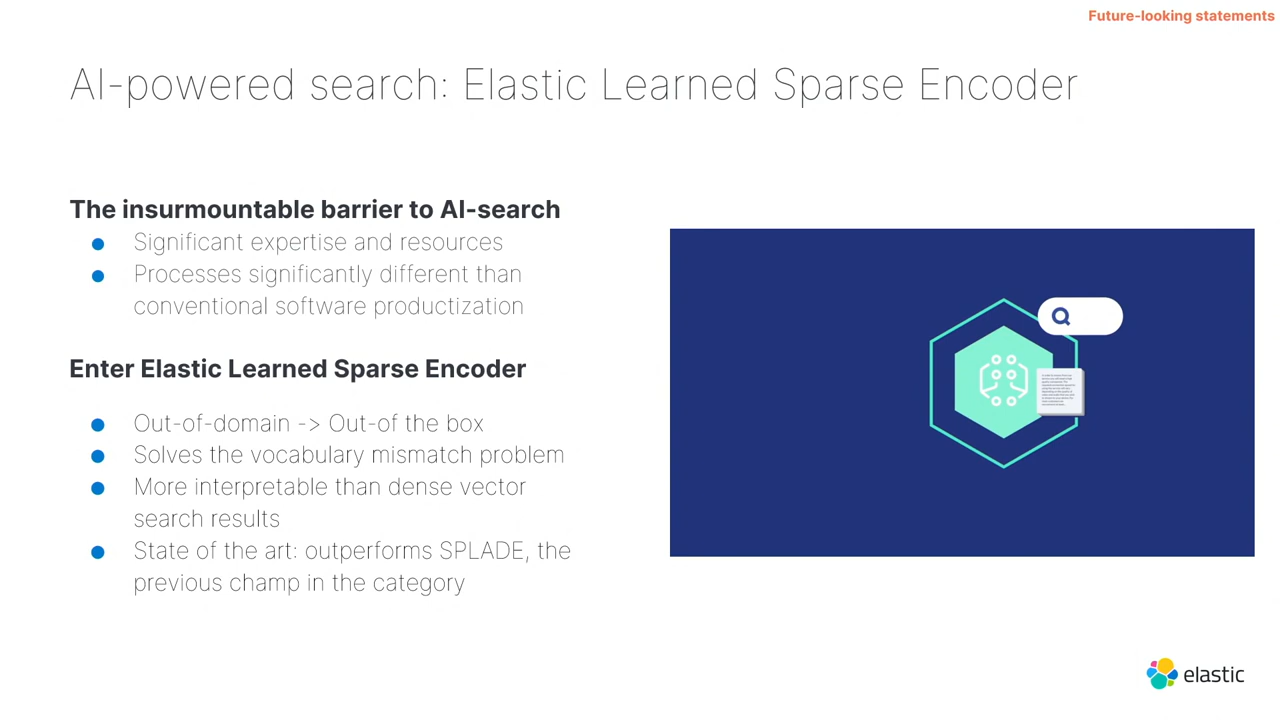 Future-looking statements
AI-powered search: Elastic Learned Sparse Encoder
The insurmountable barrier to AI-search
Significant expertise and resources
Processes significantly different than
conventional software productization
Enter Elastic Learned Sparse Encoder
Out-of-domain -> Out-of the box
Solves the vocabulary mismatch problem
More interpretable than dense vector
search results
State of the art: outperforms SPLADE, the
previous champ in the category
elastic